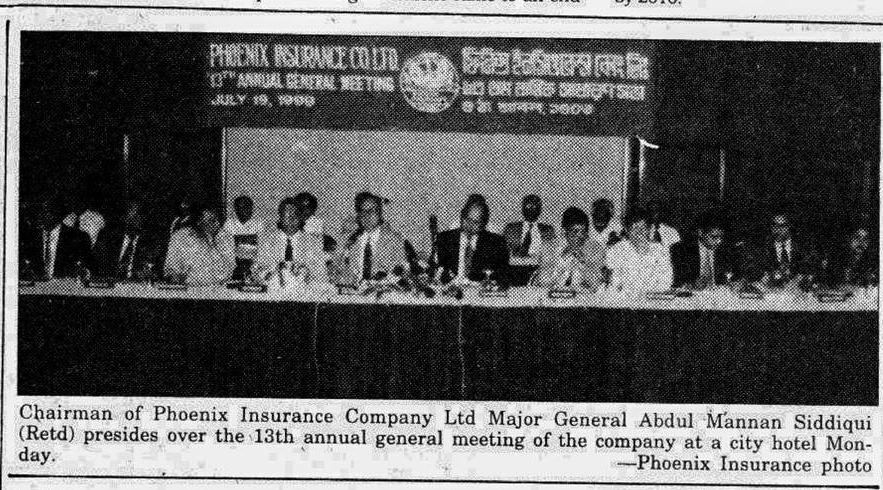 by 2010.
PHOENIX INSURANCE CO. LTD.
13TH ANNUAL GENERAL MEETING
JULY 19, 1999
Chairman of Phoenix Insurance Company Ltd Major General Abdul Mannan Siddiqui
(Retd) presides over the 13th annual general meeting of the company at a city hotel Mon-
day.
—Phoenix Insurance photo